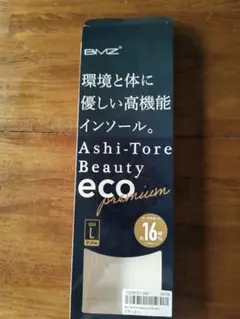 BMZ
環境と体に
優しい高機能
インソール。
Ashi-Tore
Beauty
eco
premium
L
16